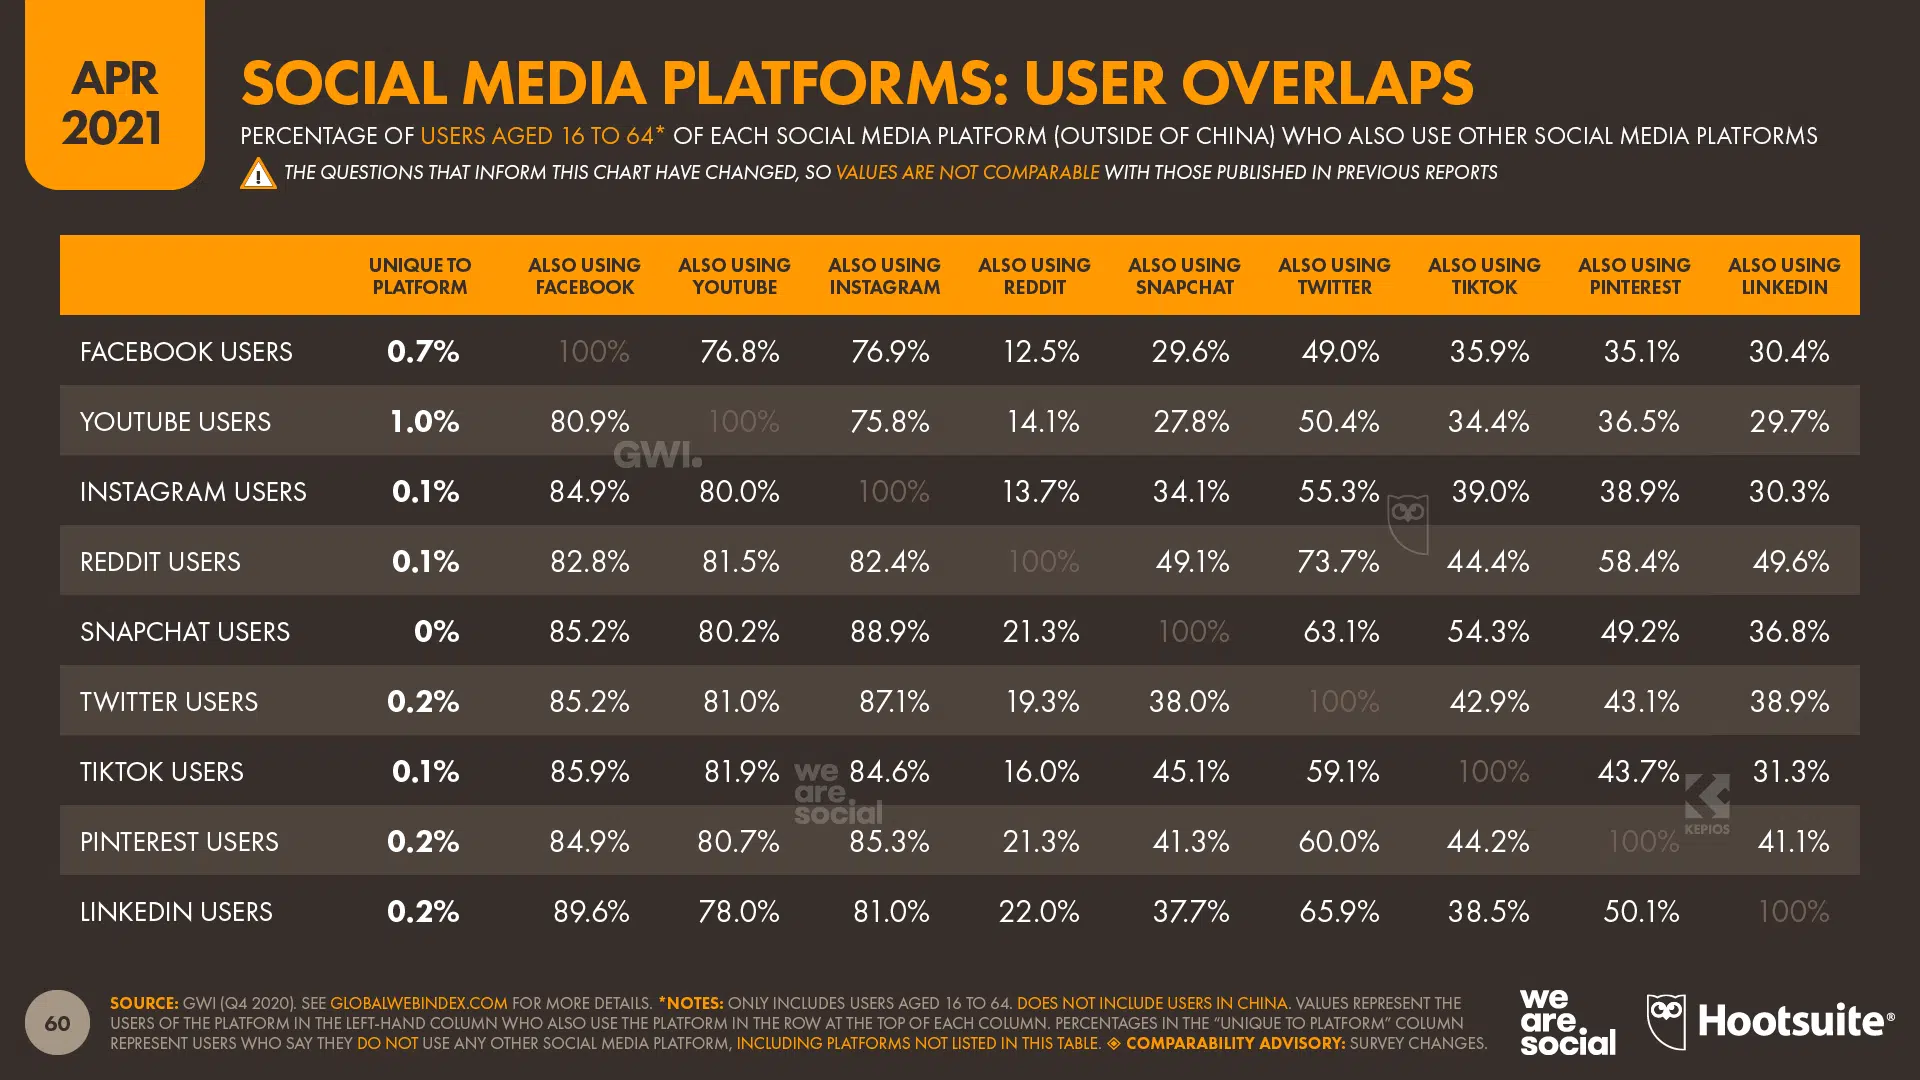 APR
2021
SOCIAL MEDIA PLATFORMS: USER OVERLAPS
PERCENTAGE OF USERS AGED 16 TO 64* OF EACH SOCIAL MEDIA PLATFORM (OUTSIDE OF CHINA) WHO ALSO USE OTHER SOCIAL MEDIA PLATFORMS
THE QUESTIONS THAT INFORM THIS CHART HAVE CHANGED, SO VALUES ARE NOT COMPARABLE WITH THOSE PUBLISHED IN PREVIOUS REPORTS
UNIQUE TO PLATFORM ALSO USING FACEBOOK ALSO USING YOUTUBE ALSO USING INSTAGRAM ALSO USING REDDIT ALSO USING SNAPCHAT ALSO USING TWITTER ALSO USING TIKTOK ALSO USING PINTEREST ALSO USING LINKEDIN
FACEBOOK USERS 0.7% 100% 76.8% 76.9% 12.5% 29.6% 49.0% 35.9% 35.1% 30.4%
YOUTUBE USERS 1.0% 80.9% 100% 75.8% 14.1% 27.8% 50.4% 34.4% 36.5% 29.7%
GWI.
INSTAGRAM USERS 0.1% 84.9% 80.0% 100% 13.7% 34.1% 55.3% 39.0% 38.9% 30.3%
REDDIT USERS 0.1% 82.8% 81.5% 82.4% 100% 49.1% 73.7% 44.4% 58.4% 49.6%
SNAPCHAT USERS 0% 85.2% 80.2% 88.9% 21.3% 100% 63.1% 54.3% 49.2% 36.8%
TWITTER USERS 0.2% 85.2% 81.0% 87.1% 19.3% 38.0% 100% 42.9% 43.1% 38.9%
TIKTOK USERS 0.1% 85.9% 81.9% 84.6% 16.0% 45.1% 59.1% 100% 43.7% 31.3%
we
are
social
KEPIOS
PINTEREST USERS 0.2% 84.9% 80.7% 85.3% 21.3% 41.3% 60.0% 44.2% 100% 41.1%
LINKEDIN USERS 0.2% 89.6% 78.0% 81.0% 22.0% 37.7% 65.9% 38.5% 50.1% 100%
60
SOURCE: GWI (Q4 2020). SEE GLOBALWEBINDEX.COM FOR MORE DETAILS. *NOTES: ONLY INCLUDES USERS AGED 16 TO 64. DOES NOT INCLUDE USERS IN CHINA. VALUES REPRESENT THE
USERS OF THE PLATFORM IN THE LEFT-HAND COLUMN WHO ALSO USE THE PLATFORM IN THE ROW AT THE TOP OF EACH COLUMN. PERCENTAGES IN THE "UNIQUE TO PLATFORM" COLUMN
REPRESENT USERS WHO SAY THEY DO NOT USE ANY OTHER SOCIAL MEDIA PLATFORM, INCLUDING PLATFORMS NOT LISTED IN THIS TABLE. ◈ COMPARABILITY ADVISORY: SURVEY CHANGES.
we
are
social
Hootsuite®